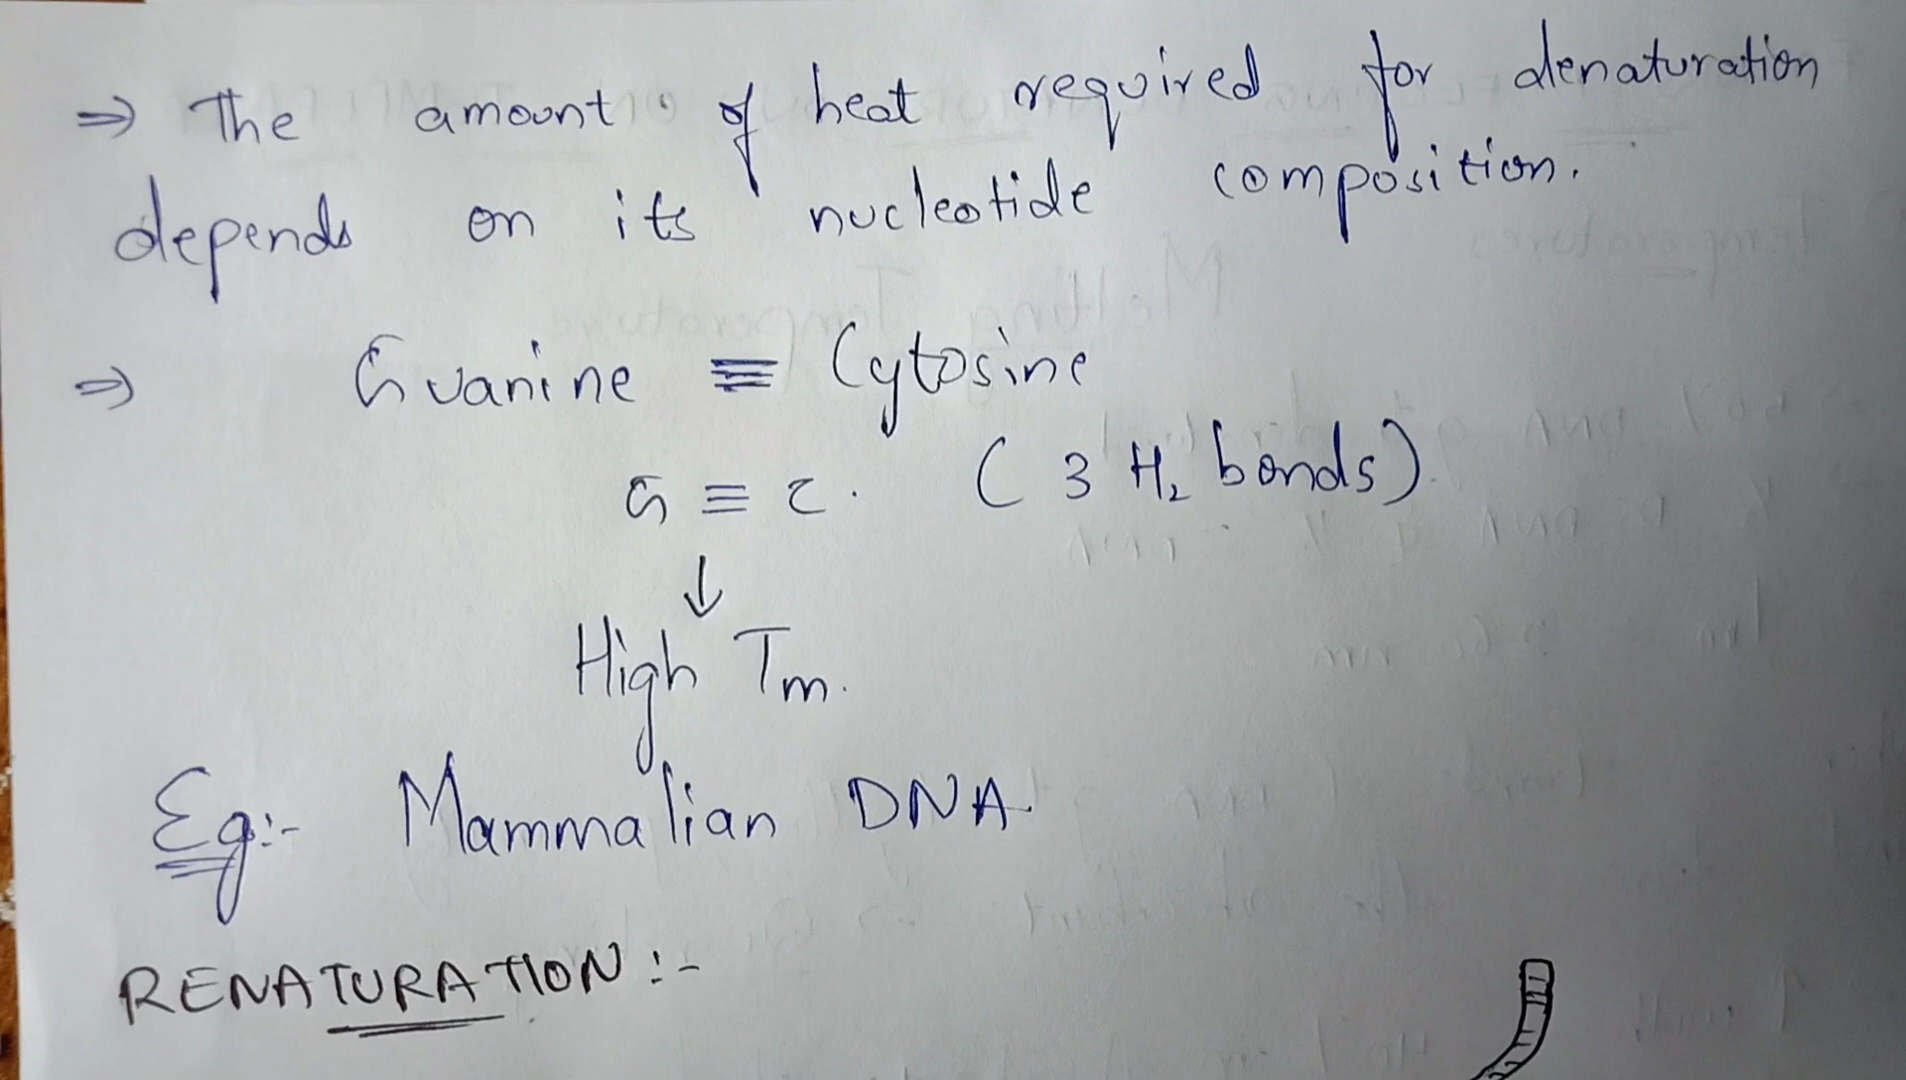 ⇒ The amount of heat required for denaturation
depends on its nucleotide composition.
⇒ Guanine ≡ Cytosine
G ≡ C. (3 H₂ bonds)
↓
High Tm.
Eg:- Mammalian DNA
RENATURATION :-